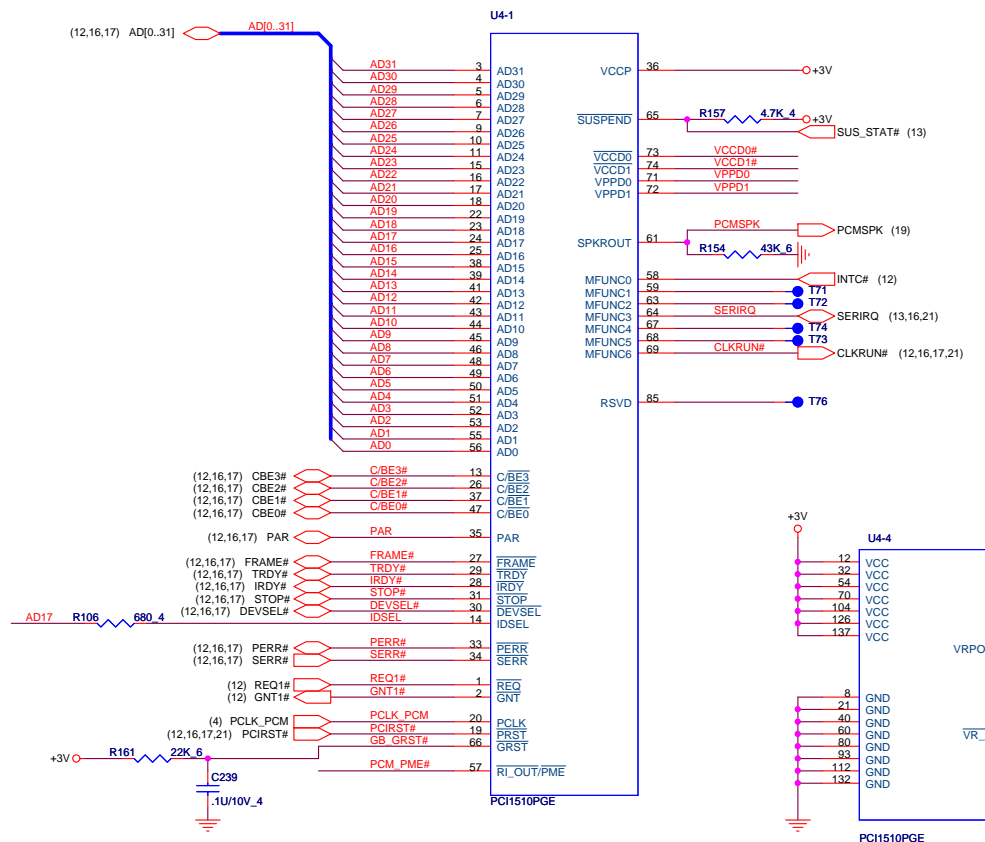 U4-1
(12,16,17) AD[0..31] AD[0..31]
AD31 3 AD31
AD30 4 AD30
AD29 5 AD29
AD28 6 AD28
AD27 7 AD27
AD26 9 AD26
AD25 10 AD25
AD24 11 AD24
AD23 15 AD23
AD22 16 AD22
AD21 17 AD21
AD20 18 AD20
AD19 22 AD19
AD18 23 AD18
AD17 24 AD17
AD16 25 AD16
AD15 38 AD15
AD14 39 AD14
AD13 41 AD13
AD12 42 AD12
AD11 43 AD11
AD10 44 AD10
AD9 45 AD9
AD8 46 AD8
AD7 48 AD7
AD6 49 AD6
AD5 50 AD5
AD4 51 AD4
AD3 52 AD3
AD2 53 AD2
AD1 55 AD1
AD0 56 AD0
(12,16,17) CBE3# C/BE3# 13 C/BE3
(12,16,17) CBE2# C/BE2# 26 C/BE2
(12,16,17) CBE1# C/BE1# 37 C/BE1
(12,16,17) CBE0# C/BE0# 47 C/BE0
(12,16,17) PAR PAR 35 PAR
(12,16,17) FRAME# FRAME# 27 FRAME
(12,16,17) TRDY# TRDY# 29 TRDY
(12,16,17) IRDY# IRDY# 28 IRDY
(12,16,17) STOP# STOP# 31 STOP
(12,16,17) DEVSEL# DEVSEL# 30 DEVSEL
AD17 R106 680_4 IDSEL 14 IDSEL
(12,16,17) PERR# PERR# 33 PERR
(12,16,17) SERR# SERR# 34 SERR
(12) REQ1# REQ1# 1 REQ
(12) GNT1# GNT1# 2 GNT
(4) PCLK_PCM PCLK_PCM 20 PCLK
(12,16,17,21) PCIRST# PCIRST# 19 PRST
GB_GRST# 66 GRST
+3V R161 22K_6
PCM_PME# 57 RI_OUT/PME
C239
.1U/10V_4
PCI1510PGE
VCCP 36 +3V
SUSPEND 65 R157 4.7K_4 +3V
SUS_STAT# (13)
VCCD0 73 VCCD0#
VCCD1 74 VCCD1#
VPPD0 71 VPPD0
VPPD1 72 VPPD1
SPKROUT 61 PCMSPK PCMSPK (19)
R154 43K_6
MFUNC0 58 INTC# (12)
MFUNC1 59 T71
MFUNC2 63 T72
MFUNC3 64 SERIRQ SERIRQ (13,16,21)
MFUNC4 67 T74
MFUNC5 68 T73
MFUNC6 69 CLKRUN# CLKRUN# (12,16,17,21)
RSVD 85 T76
+3V
U4-4
12 VCC
32 VCC
54 VCC
70 VCC
104 VCC
126 VCC
137 VCC
VRPO
8 GND
21 GND
40 GND
60 GND
80 GND
93 GND
112 GND
132 GND
VR_
PCI1510PGE